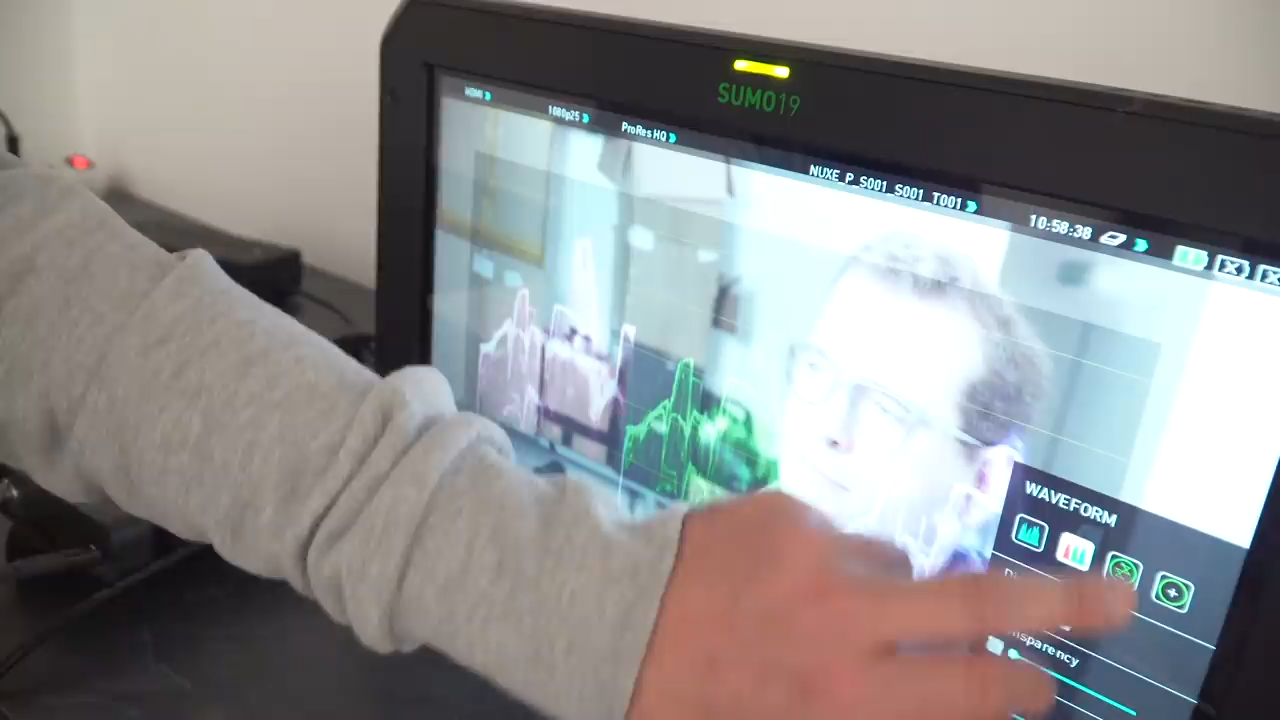 SUMO19
HDMI
1080p25
ProRes HQ
NUXE_P_S001_S001_T001
10:58:38
WAVEFORM